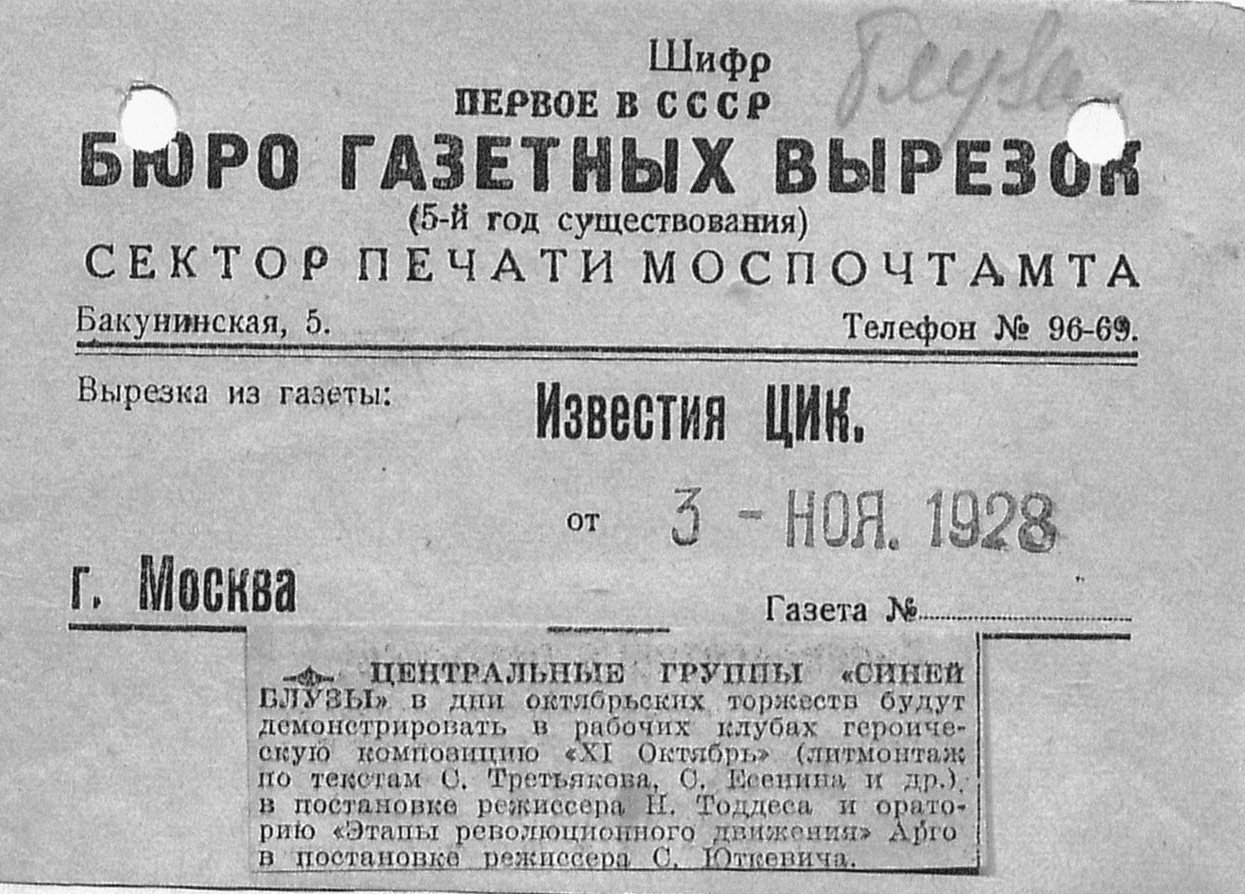 Шифр
Блуза
ПЕРВОЕ В СССР
БЮРО ГАЗЕТНЫХ ВЫРЕЗОК
(5-й год существования)
СЕКТОР ПЕЧАТИ МОСПОЧТАМТА
Бакунинская, 5. Телефон № 96-69.
Вырезка из газеты: Известия ЦИК.
от 3 - НОЯ. 1928
г. Москва Газета №
ЦЕНТРАЛЬНЫЕ ГРУППЫ «СИНЕЙ
БЛУЗЫ» в дни октябрьских торжеств будут
демонстрировать в рабочих клубах героиче-
скую композицию «XI Октябрь» (литмонтаж
по текстам С. Третьякова, С. Есенина и др.),
в постановке режиссера Н. Тоддеса и орато-
рию «Этапы революционного движения» Арго
в постановке режиссера С. Юткевича.